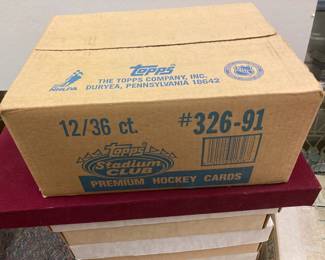 Topps
NHLPA
THE TOPPS COMPANY, INC.
DURYEA, PENNSYLVANIA 18642
12/36 ct.
#326-91
Topps
Stadium
CLUB
PREMIUM HOCKEY CARDS